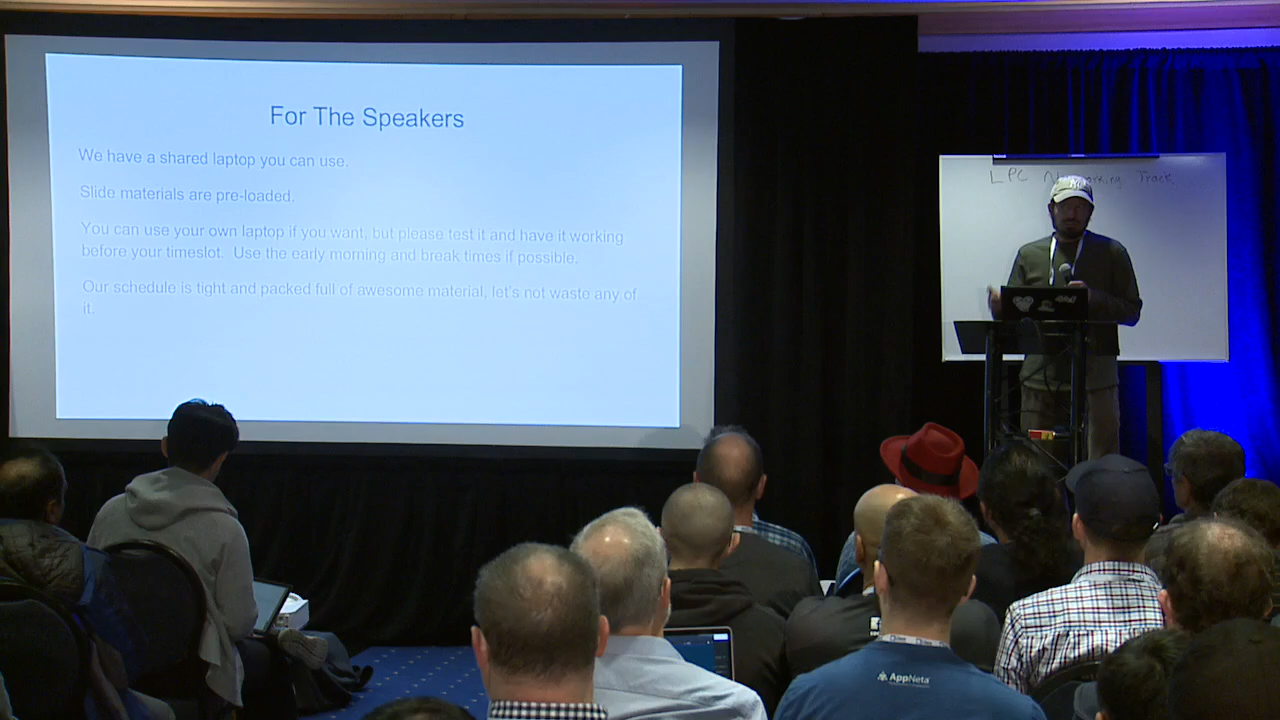 For The Speakers
We have a shared laptop you can use.
Slide materials are pre-loaded.
You can use your own laptop if you want, but please test it and have it working
before your timeslot.  Use the early morning and break times if possible.
Our schedule is tight and packed full of awesome material, let's not waste any of
it.
LPC Networking Track
AppNeta